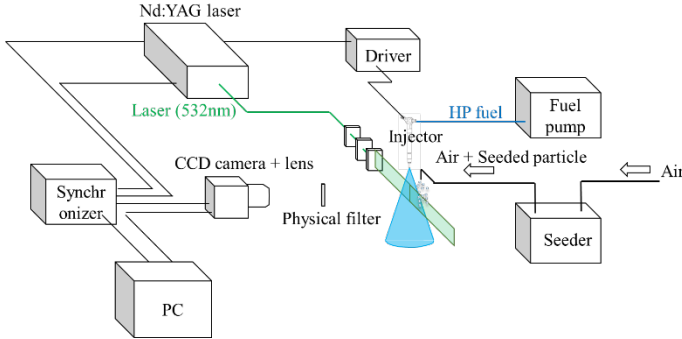 Nd:YAG laser
Driver
Laser (532nm)
HP fuel
Fuel
pump
Injector
CCD camera + lens
Air + Seeded particle
Air
Synchr
onizer
Physical filter
Seeder
PC